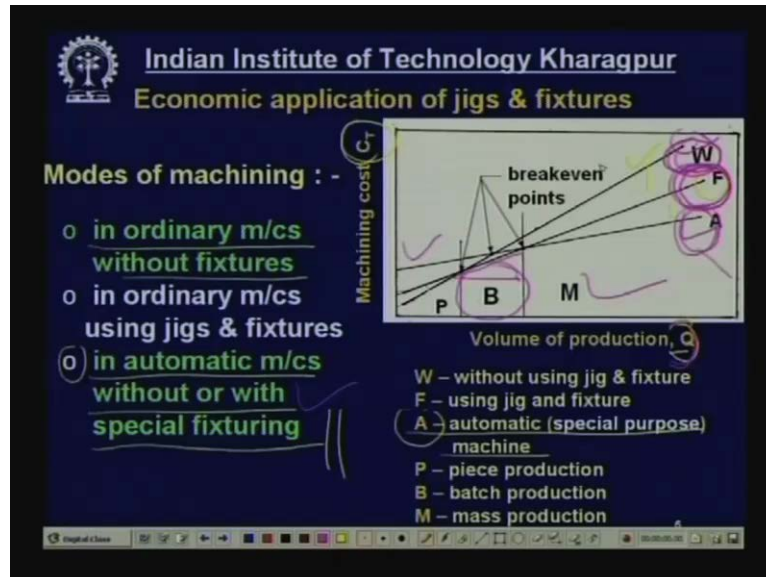 Indian Institute of Technology Kharagpur
Economic application of jigs & fixtures
Modes of machining : -
o in ordinary m/cs
without fixtures
o in ordinary m/cs
using jigs & fixtures
o in automatic m/cs
without or with
special fixturing
Machining cost, CT
breakeven
points
W
F
A
P
B
M
Volume of production, Q
W – without using jig & fixture
F – using jig and fixture
A – automatic (special purpose)
machine
P – piece production
B – batch production
M – mass production
6
Digital Class